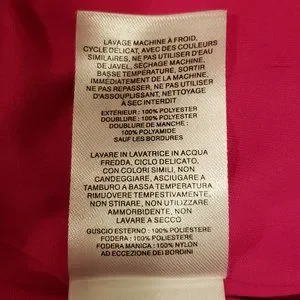 LAVAGE MACHINE À FROID,
CYCLE DÉLICAT, AVEC DES COULEURS
SIMILAIRES, NE PAS UTILISER D'EAU
DE JAVEL, SÉCHAGE MACHINE,
BASSE TEMPÉRATURE, SORTIR
IMMÉDIATEMENT DE LA MACHINE,
NE PAS REPASSER, NE PAS UTILISER
D'ASSOUPLISSANT, NETTOYAGE
À SEC INTERDIT
EXTÉRIEUR : 100% POLYESTER
DOUBLURE : 100% POLYESTER
DOUBLURE DE MANCHE :
100% POLYAMIDE
SAUF LES BORDURES
LAVARE IN LAVATRICE IN ACQUA
FREDDA, CICLO DELICATO,
CON COLORI SIMILI, NON
CANDEGGIARE, ASCIUGARE A
TAMBURO A BASSA TEMPERATURA
RIMUOVERE TEMPESTIVAMENTE,
NON STIRARE, NON UTILIZZARE
AMMORBIDENTE, NON
LAVARE A SECCO
GUSCIO ESTERNO : 100% POLIESTERE
FODERA : 100% POLIESTERE
FODERA MANICA : 100% NYLON
AD ECCEZIONE DEI BORDINI